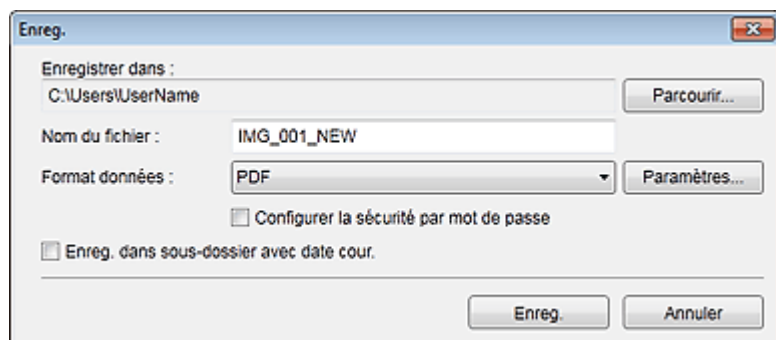 Enreg.
Enregistrer dans :
C:\Users\UserName
Parcourir...
Nom du fichier :
IMG_001_NEW
Format données :
PDF
Paramètres...
Configurer la sécurité par mot de passe
Enreg. dans sous-dossier avec date cour.
Enreg.
Annuler